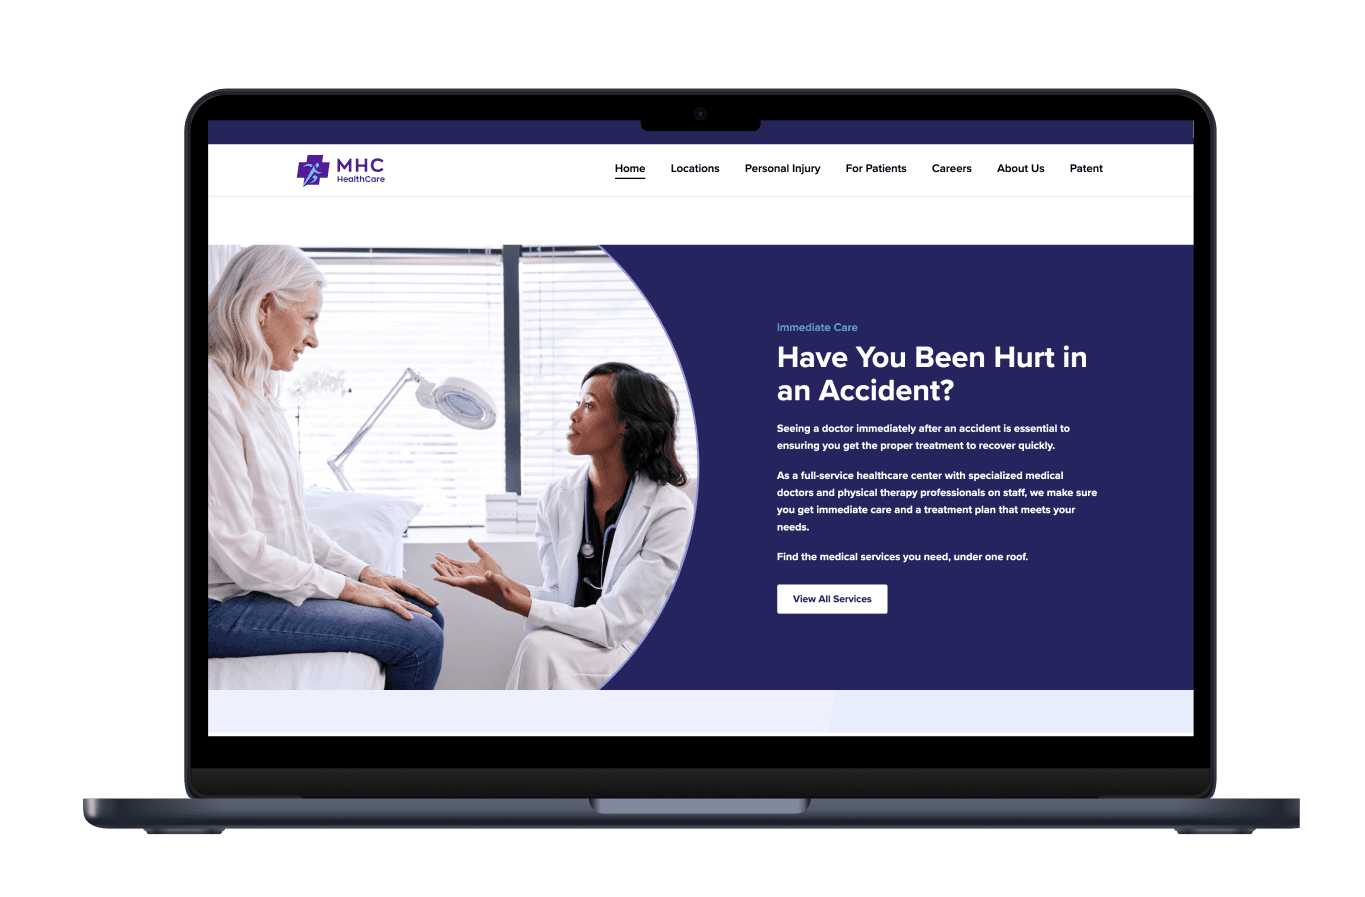 MHC
HealthCare
Home Locations Personal Injury For Patients Careers About Us Patent
Immediate Care
Have You Been Hurt in
an Accident?
Seeing a doctor immediately after an accident is essential to
ensuring you get the proper treatment to recover quickly.
As a full-service healthcare center with specialized medical
doctors and physical therapy professionals on staff, we make sure
you get immediate care and a treatment plan that meets your
needs.
Find the medical services you need, under one roof.
View All Services